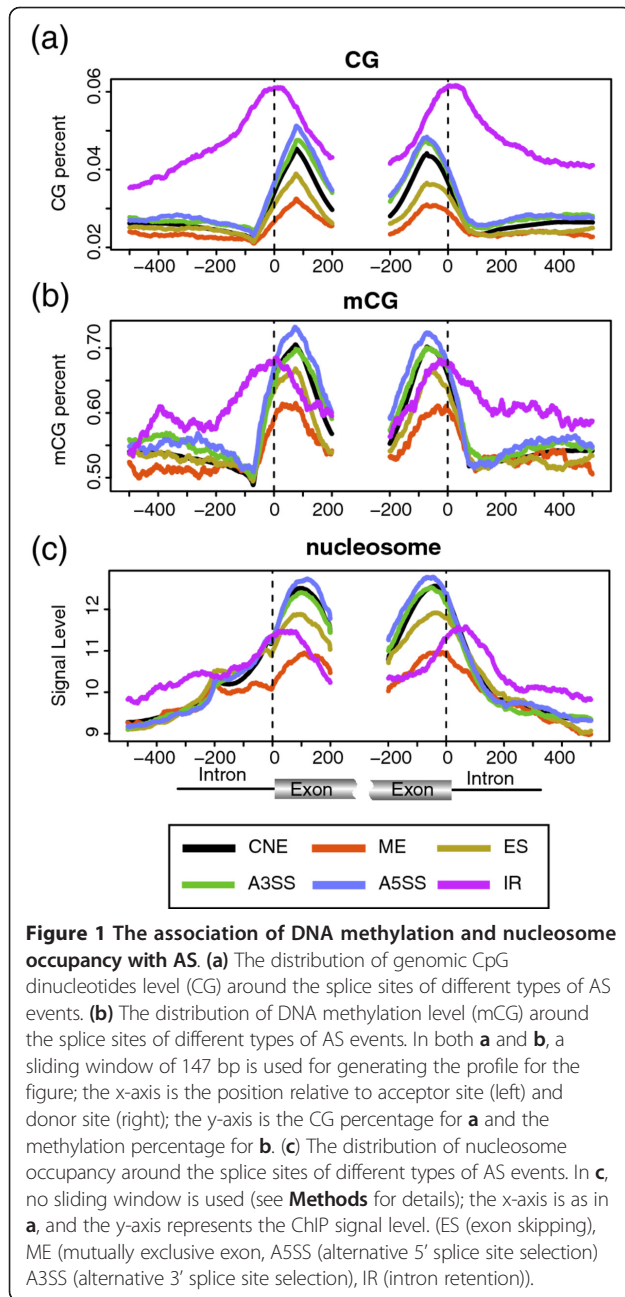 (a)
CG
CG percent
0.02 0.04 0.06
−400 −200 0 200 −200 0 200 400
(b)
mCG
mCG percent
0.50 0.60 0.70
−400 −200 0 200 −200 0 200 400
(c)
nucleosome
Signal Level
9 10 11 12
−400 −200 0 200 −200 0 200 400
Intron Exon Exon Intron
CNE ME ES
A3SS A5SS IR
Figure 1 The association of DNA methylation and nucleosome
occupancy with AS. (a) The distribution of genomic CpG
dinucleotides level (CG) around the splice sites of different types of AS
events. (b) The distribution of DNA methylation level (mCG) around
the splice sites of different types of AS events. In both a and b, a
sliding window of 147 bp is used for generating the profile for the
figure; the x-axis is the position relative to acceptor site (left) and
donor site (right); the y-axis is the CG percentage for a and the
methylation percentage for b. (c) The distribution of nucleosome
occupancy around the splice sites of different types of AS events. In c,
no sliding window is used (see Methods for details); the x-axis is as in
a, and the y-axis represents the ChIP signal level. (ES (exon skipping),
ME (mutually exclusive exon, A5SS (alternative 5′ splice site selection)
A3SS (alternative 3′ splice site selection), IR (intron retention)).